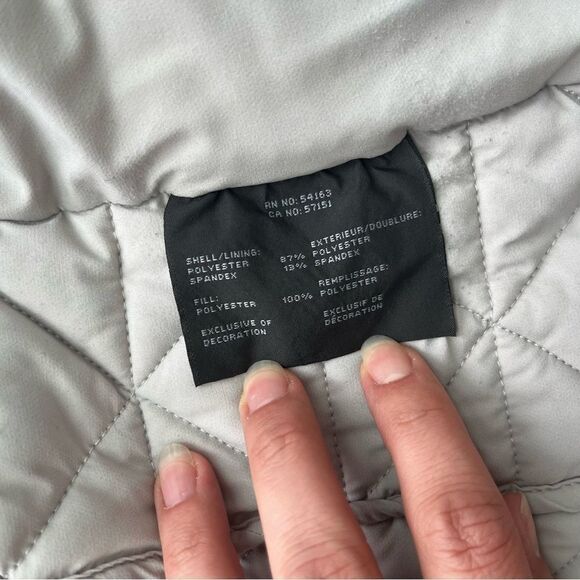 RN NO: 54163
CA NO: 57151
SHELL/LINING:
POLYESTER 87%
SPANDEX 13%
FILL:
POLYESTER 100%
EXCLUSIVE OF
DECORATION
EXTERIEUR/DOUBLURE:
POLYESTER
SPANDEX
REMPLISSAGE:
POLYESTER
EXCLUSIF DE
DÉCORATION